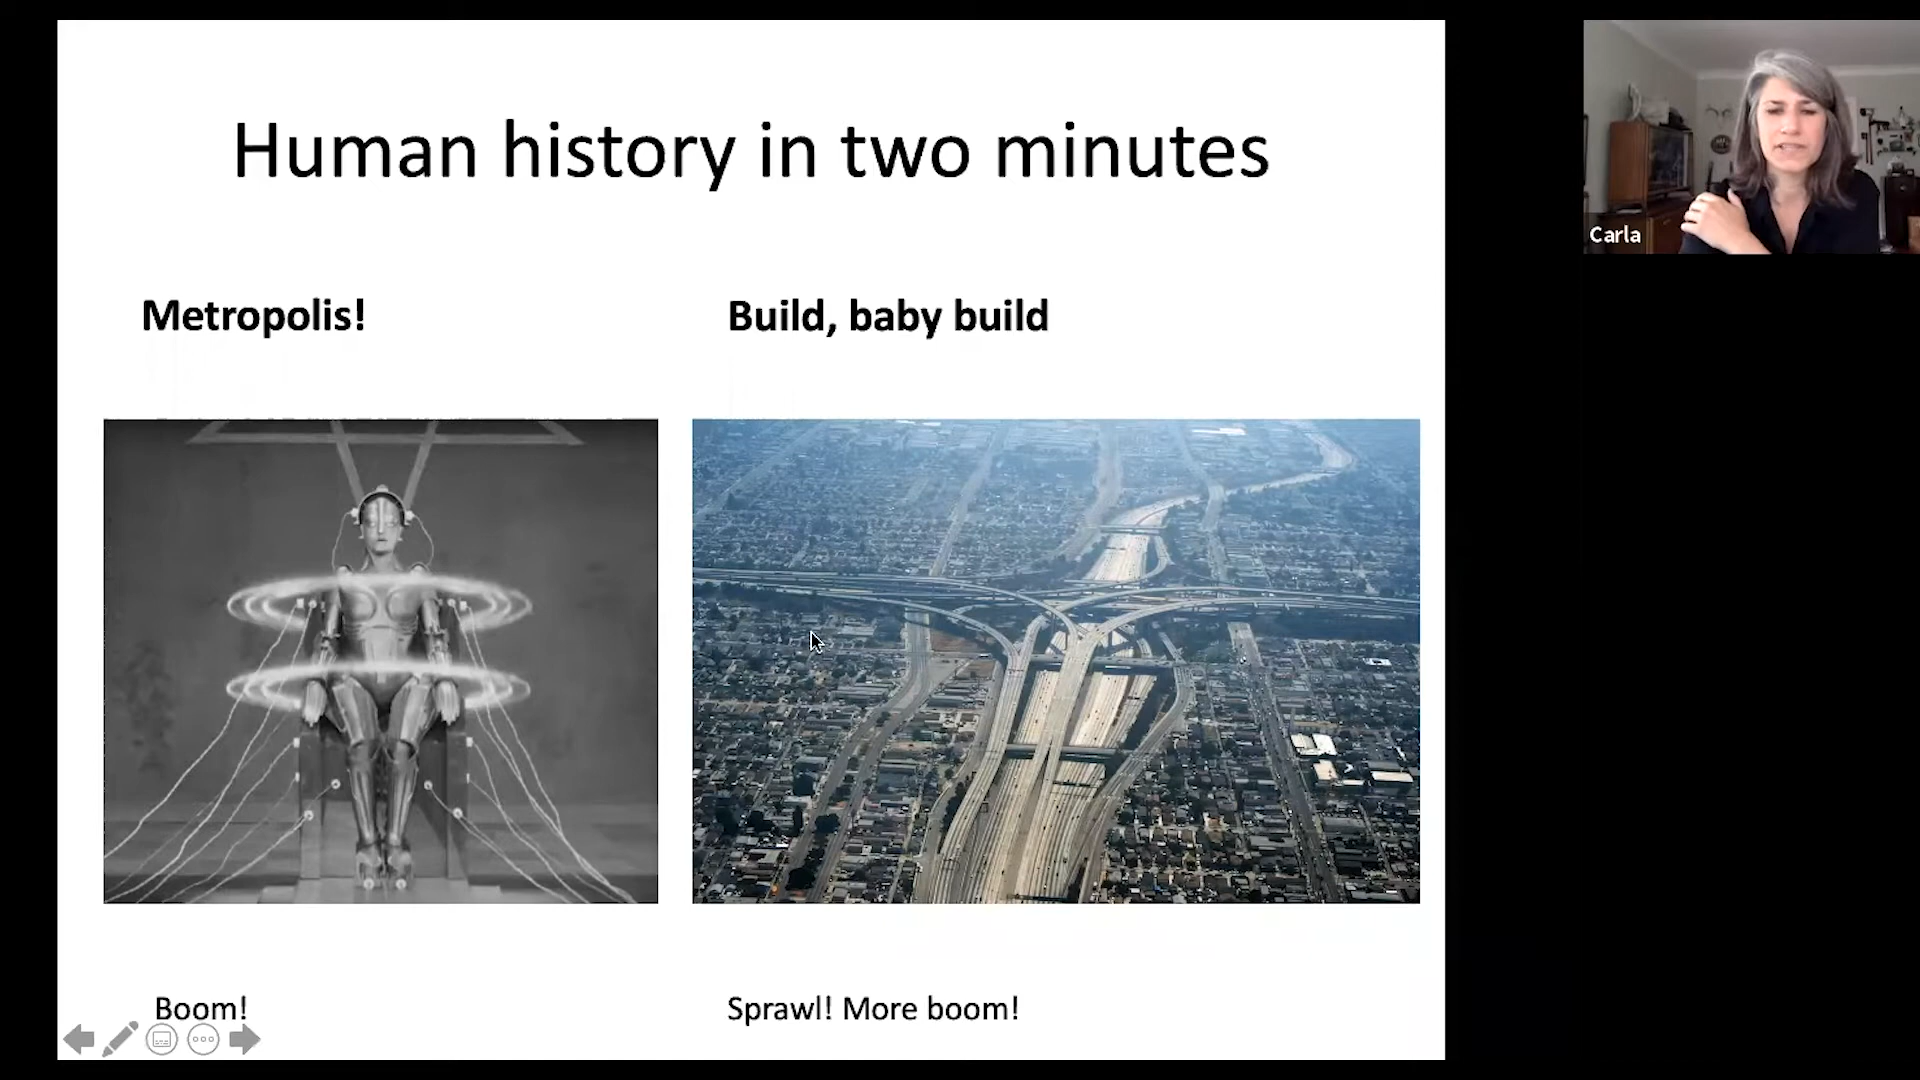 Human history in two minutes
Metropolis!
Build, baby build
Boom!
Sprawl! More boom!
Carla